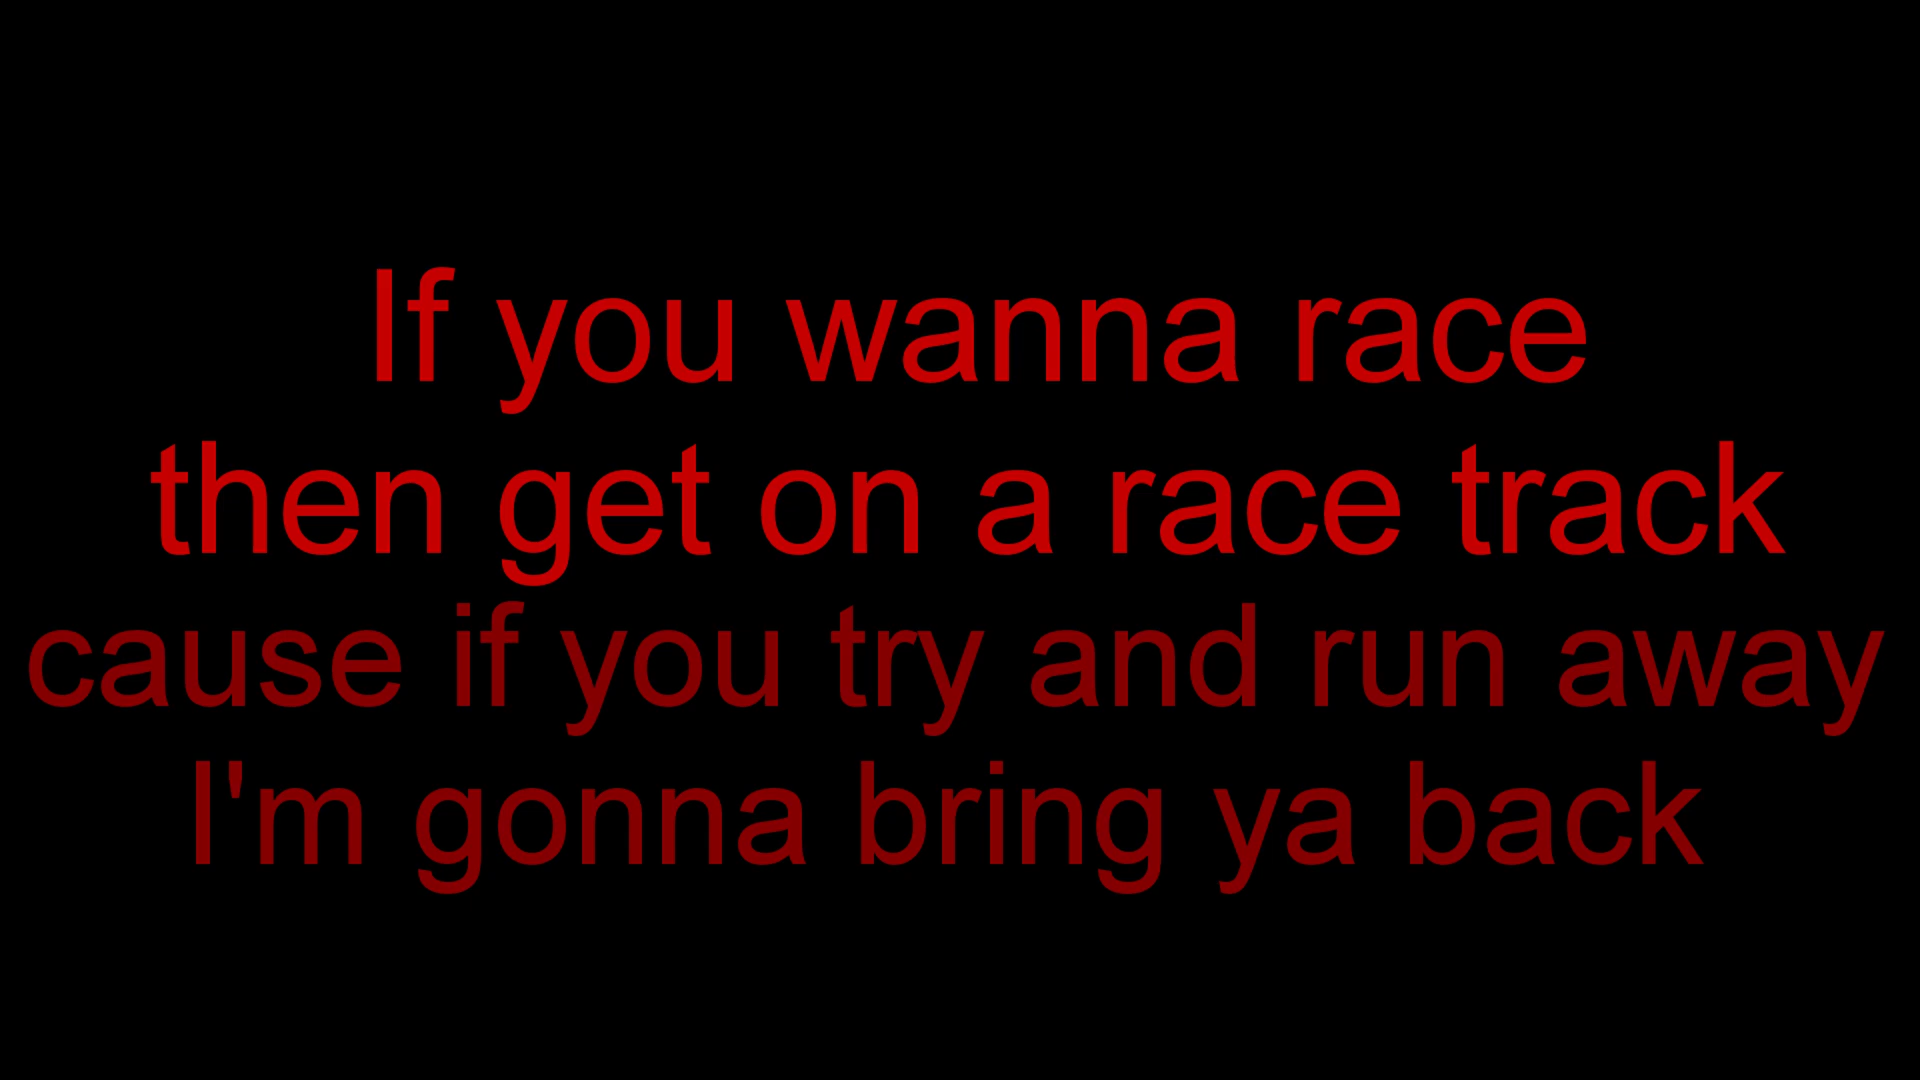 If you wanna race
then get on a race track
cause if you try and run away
I'm gonna bring ya back